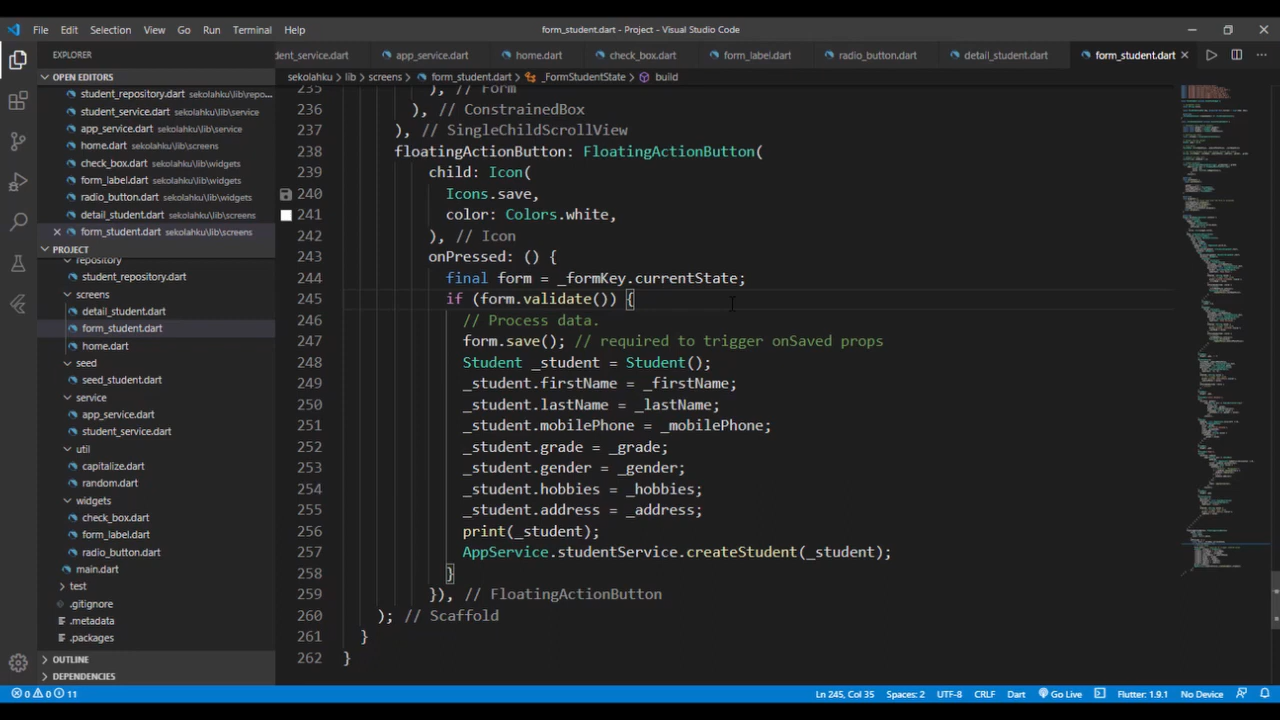 File Edit Selection View Go Run Terminal Help
form_student.dart - Project - Visual Studio Code
EXPLORER
dent_service.dart app_service.dart home.dart check_box.dart form_label.dart radio_button.dart detail_student.dart form_student.dart
sekolahku > lib > screens > form_student.dart > _FormStudentState > build
OPEN EDITORS
student_repository.dart sekolahku\lib\repo...
student_service.dart sekolahku\lib\service
app_service.dart sekolahku\lib\service
home.dart sekolahku\lib\screens
check_box.dart sekolahku\lib\widgets
form_label.dart sekolahku\lib\widgets
radio_button.dart sekolahku\lib\widgets
detail_student.dart sekolahku\lib\screens
form_student.dart sekolahku\lib\screens
PROJECT
repository
student_repository.dart
screens
detail_student.dart
form_student.dart
home.dart
seed
seed_student.dart
service
app_service.dart
student_service.dart
util
capitalize.dart
random.dart
widgets
check_box.dart
form_label.dart
radio_button.dart
main.dart
test
.gitignore
.metadata
.packages
OUTLINE
DEPENDENCIES
235 ), // Form
236 ), // ConstrainedBox
237 ), // SingleChildScrollView
238 floatingActionButton: FloatingActionButton(
239 child: Icon(
240 Icons.save,
241 color: Colors.white,
242 ), // Icon
243 onPressed: () {
244 final form = _formKey.currentState;
245 if (form.validate()) {
246 // Process data.
247 form.save(); // required to trigger onSaved props
248 Student _student = Student();
249 _student.firstName = _firstName;
250 _student.lastName = _lastName;
251 _student.mobilePhone = _mobilePhone;
252 _student.grade = _grade;
253 _student.gender = _gender;
254 _student.hobbies = _hobbies;
255 _student.address = _address;
256 print(_student);
257 AppService.studentService.createStudent(_student);
258 }
259 }), // FloatingActionButton
260 ); // Scaffold
261 }
262 }
0 0 11 Ln 245, Col 35 Spaces: 2 UTF-8 CRLF Dart Go Live Flutter: 1.9.1 No Device